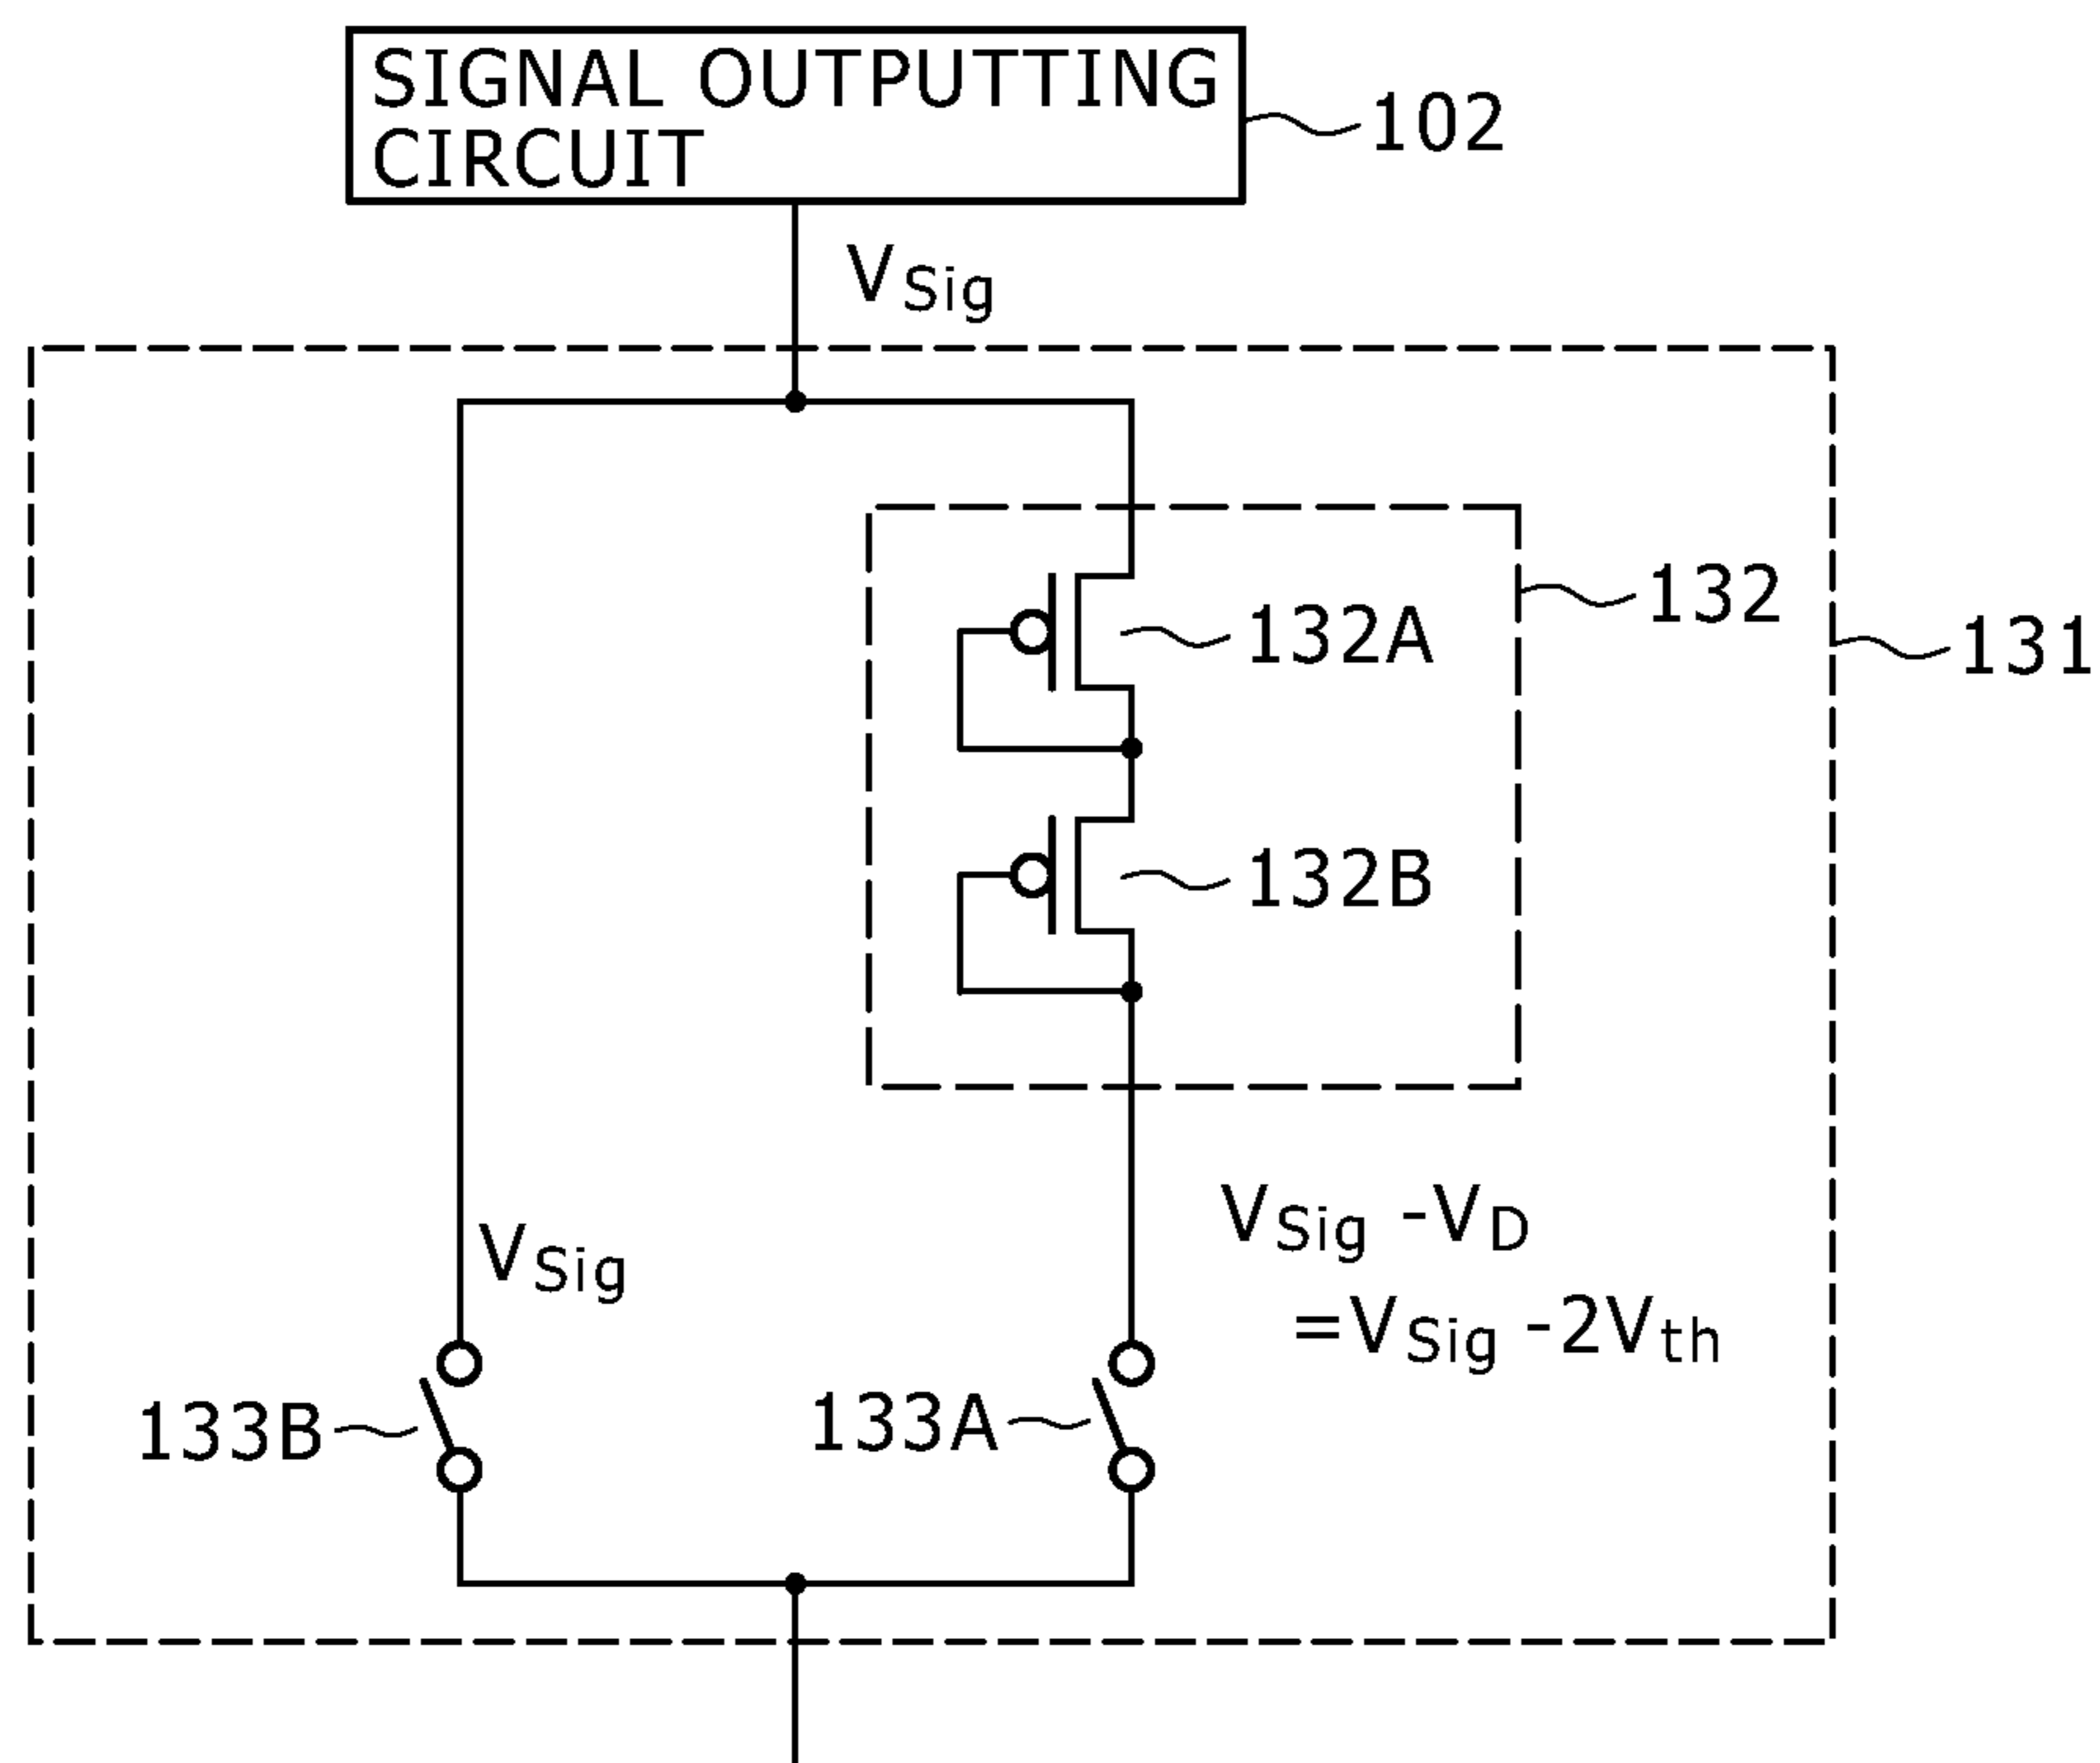 SIGNAL OUTPUTTING
CIRCUIT
102
VSig
132
132A
131
132B
VSig -VD
VSig
=VSig -2Vth
133B
133A